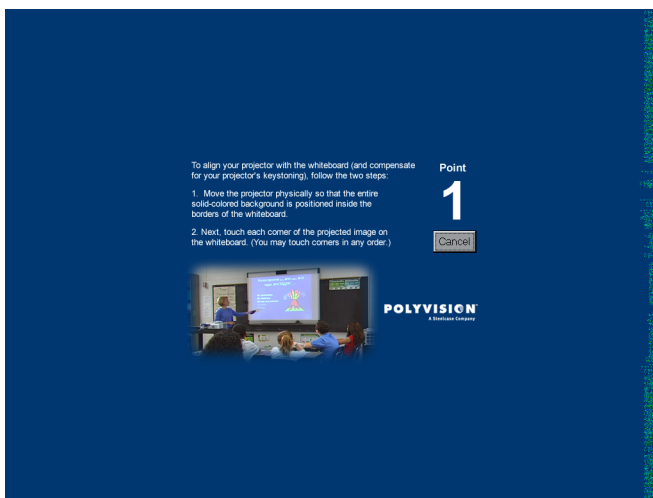 To align your projector with the whiteboard (and compensate
for your projector's keystoning), follow the two steps:
1. Move the projector physically so that the entire
solid-colored background is positioned inside the
borders of the whiteboard.
2. Next, touch each corner of the projected image on
the whiteboard. (You may touch corners in any order.)
Point
1
Cancel
POLYVISION
A Steelcase Company